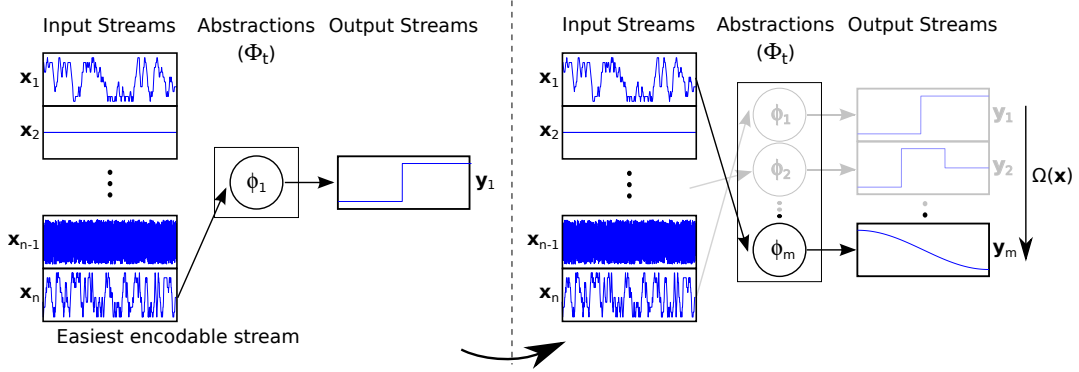 Input Streams
Abstractions
(Φt)
Output Streams
x1
x2
⋮
xn-1
xn
ϕ1
y1
Easiest encodable stream
Input Streams
Abstractions
(Φt)
Output Streams
x1
x2
⋮
xn-1
xn
ϕ1
ϕ2
⋮
ϕm
y1
y2
⋮
ym
Ω(x)